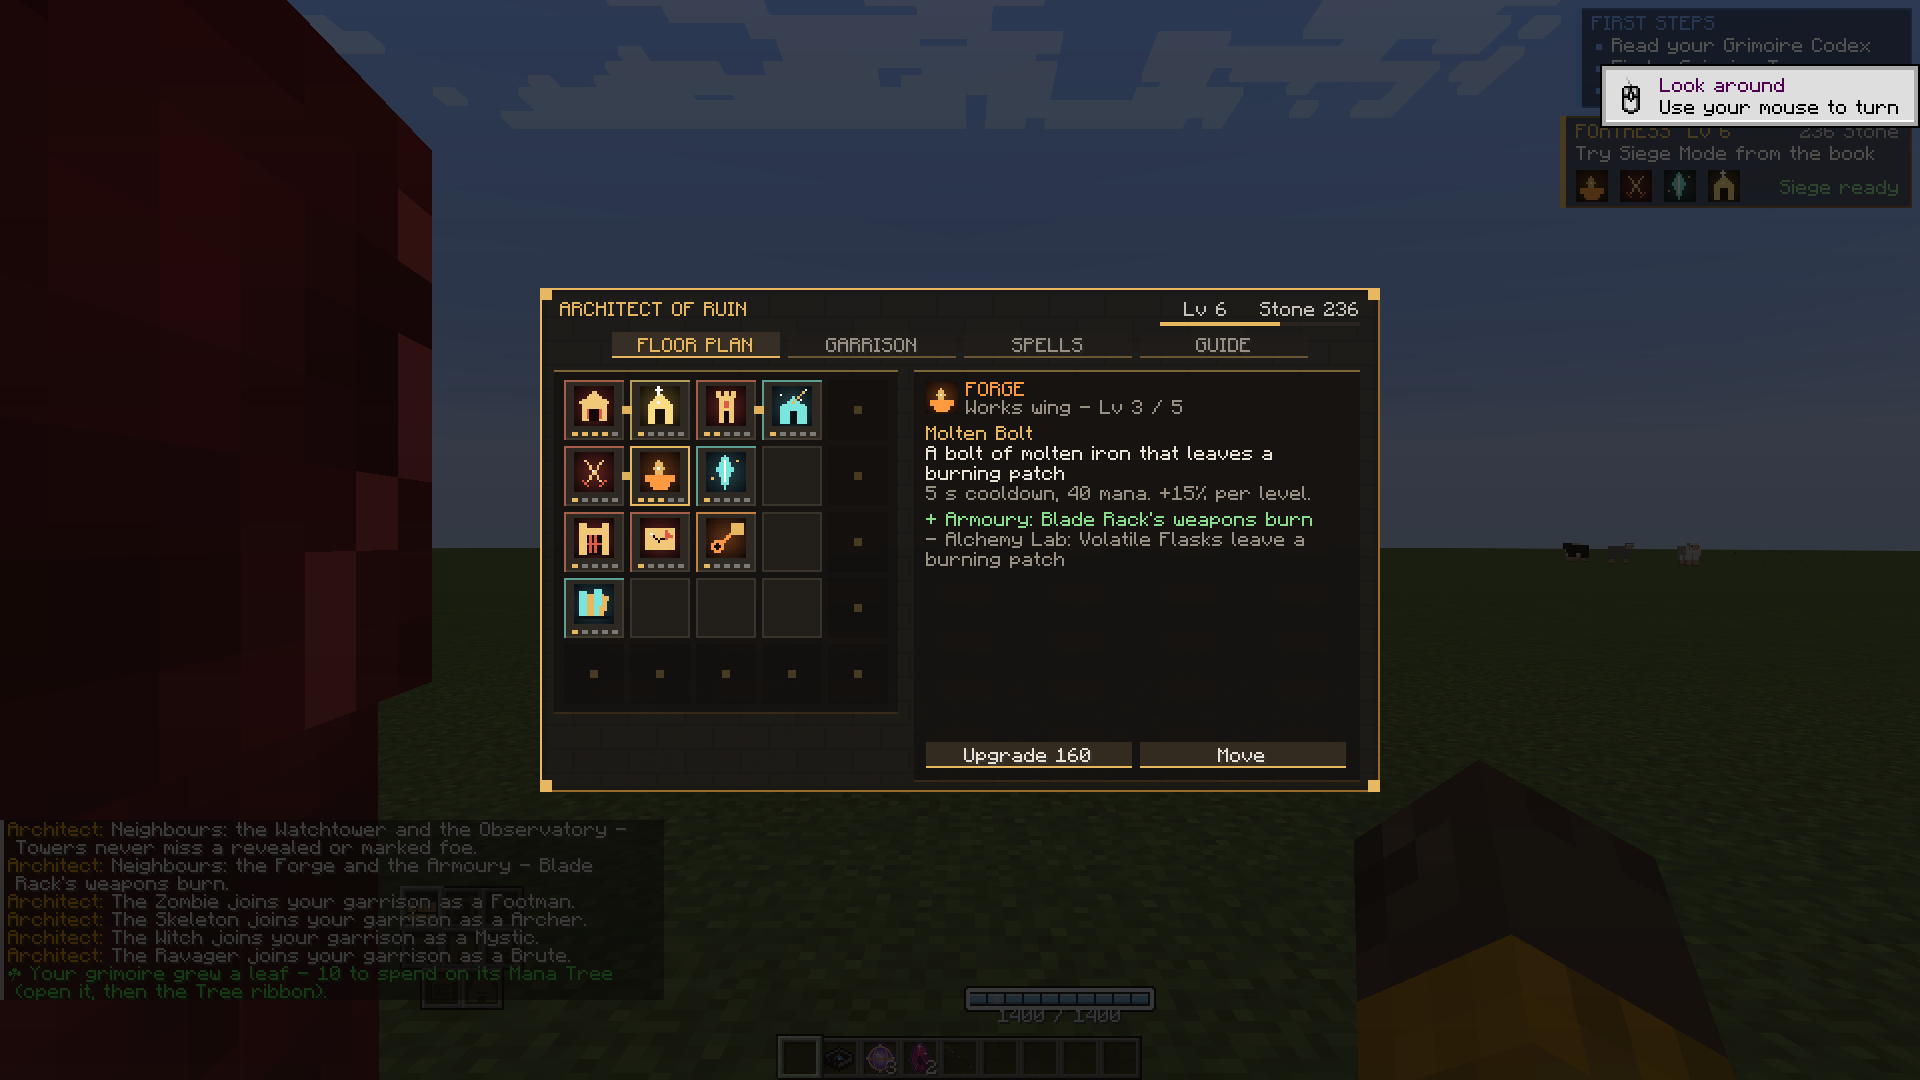 FIRST STEPS
Read your Grimoire Codex
Look around
Use your mouse to turn
FORTRESS Lv 6 236 Stone
Try Siege Mode from the book
Siege ready
ARCHITECT OF RUIN
Lv 6 Stone 236
FLOOR PLAN GARRISON SPELLS GUIDE
FORGE
Works wing - Lv 3 / 5
Molten Bolt
A bolt of molten iron that leaves a
burning patch
5 s cooldown, 40 mana. +15% per level.
+ Armoury: Blade Rack's weapons burn
- Alchemy Lab: Volatile Flasks leave a
burning patch
Upgrade 160 Move
Architect: Neighbours: the Watchtower and the Observatory -
Towers never miss a revealed or marked foe.
Architect: Neighbours: the Forge and the Armoury - Blade
Rack's weapons burn.
Architect: The Zombie joins your garrison as a Footman.
Architect: The Skeleton joins your garrison as a Archer.
Architect: The Witch joins your garrison as a Mystic.
Architect: The Ravager joins your garrison as a Brute.
Your grimoire grew a leaf - 10 to spend on its Mana Tree
(open it, then the Tree ribbon).
1400 / 1400
3
2